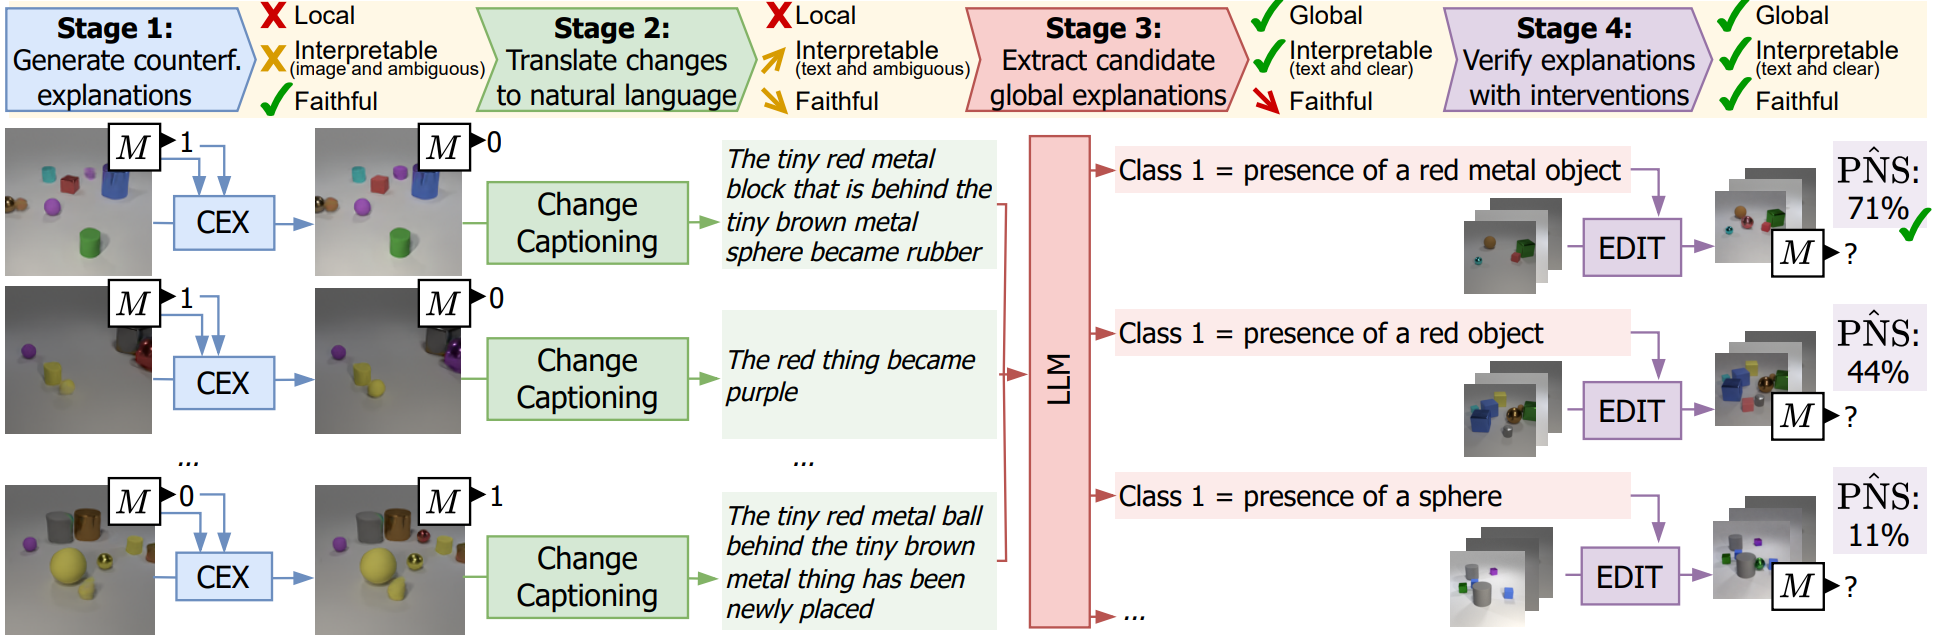 Stage 1:
Generate counterf.
explanations
Local
Interpretable
(image and ambiguous)
Faithful
Stage 2:
Translate changes
to natural language
Local
Interpretable
(text and ambiguous)
Faithful
Stage 3:
Extract candidate
global explanations
Global
Interpretable
(text and clear)
Faithful
Stage 4:
Verify explanations
with interventions
Global
Interpretable
(text and clear)
Faithful
M 1
CEX
M 0
Change
Captioning
The tiny red metal
block that is behind the
tiny brown metal
sphere became rubber
M 1
CEX
M 0
Change
Captioning
The red thing became
purple
...
...
M 0
CEX
M 1
Change
Captioning
The tiny red metal ball
behind the tiny brown
metal thing has been
newly placed
LLM
Class 1 = presence of a red metal object
EDIT
M ?
PN̂S:
71%
Class 1 = presence of a red object
EDIT
M ?
PN̂S:
44%
Class 1 = presence of a sphere
EDIT
M ?
PN̂S:
11%
...